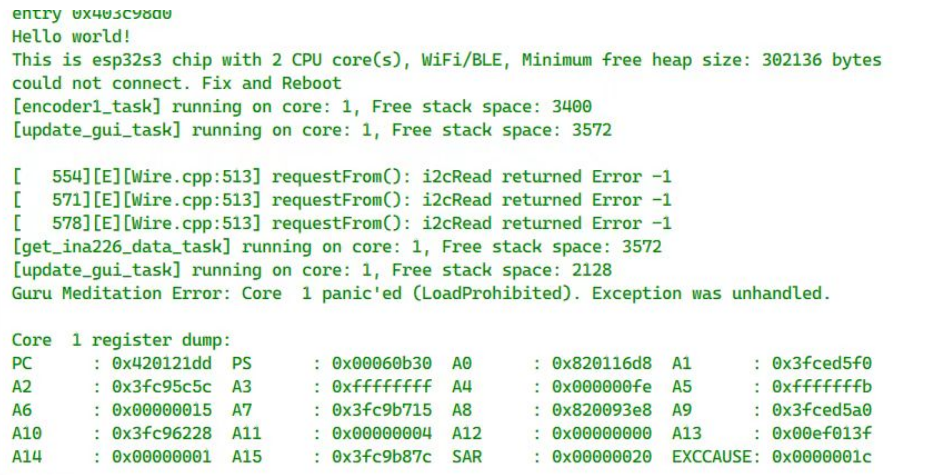 entry 0x403c98d0
Hello world!
This is esp32s3 chip with 2 CPU core(s), WiFi/BLE, Minimum free heap size: 302136 bytes
could not connect. Fix and Reboot
[encoder1_task] running on core: 1, Free stack space: 3400
[update_gui_task] running on core: 1, Free stack space: 3572
[   554][E][Wire.cpp:513] requestFrom(): i2cRead returned Error -1
[   571][E][Wire.cpp:513] requestFrom(): i2cRead returned Error -1
[   578][E][Wire.cpp:513] requestFrom(): i2cRead returned Error -1
[get_ina226_data_task] running on core: 1, Free stack space: 3572
[update_gui_task] running on core: 1, Free stack space: 2128
Guru Meditation Error: Core  1 panic'ed (LoadProhibited). Exception was unhandled.
Core  1 register dump:
PC      : 0x420121dd  PS      : 0x00060b30  A0      : 0x820116d8  A1      : 0x3fced5f0
A2      : 0x3fc95c5c  A3      : 0xffffffff  A4      : 0x000000fe  A5      : 0xfffffffb
A6      : 0x00000015  A7      : 0x3fc9b715  A8      : 0x820093e8  A9      : 0x3fced5a0
A10     : 0x3fc96228  A11     : 0x00000004  A12     : 0x00000000  A13     : 0x00ef013f
A14     : 0x00000001  A15     : 0x3fc9b87c  SAR     : 0x00000020  EXCCAUSE: 0x0000001c